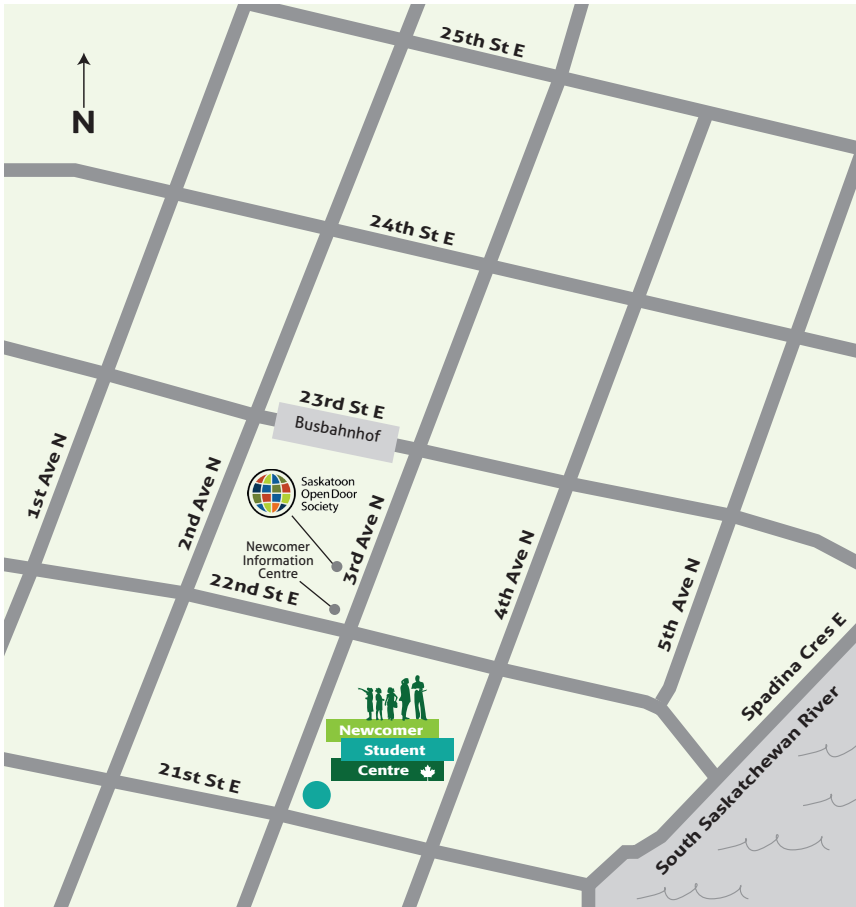 25th St E
N
24th St E
23rd St E
Busbahnhof
1st Ave N
2nd Ave N
Saskatoon
Open Door
Society
3rd Ave N
Newcomer
Information
Centre
22nd St E
4th Ave N
5th Ave N
Spadina Cres E
South Saskatchewan River
Newcomer
Student
Centre
21st St E